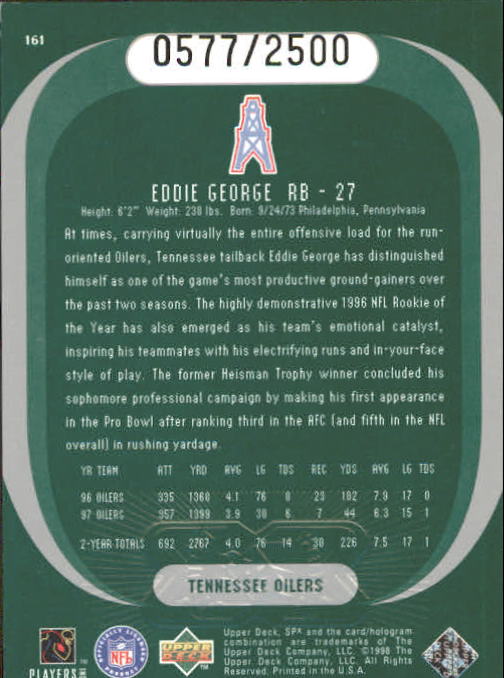 161
0577/2500
EDDIE GEORGE RB - 27
Height: 6'2" Weight: 238 lbs. Born: 9/24/73 Philadelphia, Pennsylvania
At times, carrying virtually the entire offensive load for the run-
oriented Oilers, Tennessee tailback Eddie George has distinguished
himself as one of the game's most productive ground-gainers over
the past two seasons. The highly demonstrative 1996 NFL Rookie of
the Year has also emerged as his team's emotional catalyst,
inspiring his teammates with his electrifying runs and in-your-face
style of play. The former Heisman Trophy winner concluded his
sophomore professional campaign by making his first appearance
in the Pro Bowl after ranking third in the AFC (and fifth in the NFL
overall) in rushing yardage.
YR TEAM ATT YRD AVG LG TDS REC YDS AVG LG TDS
96 OILERS 335 1368 4.1 76 8 23 182 7.9 17 0
97 OILERS 357 1399 3.9 30 6 7 44 6.3 15 1
2-YEAR TOTALS 692 2767 4.0 76 14 30 226 7.5 17 1
TENNESSEE OILERS
PLAYERS INC
OFFICIALLY LICENSED
NFL
UPPER DECK
TM
Upper Deck, SPx and the card/hologram
combination are trademarks of The
Upper Deck Company, LLC. ©1998 The
Upper Deck Company, LLC. All Rights
Reserved. Printed in the U.S.A.